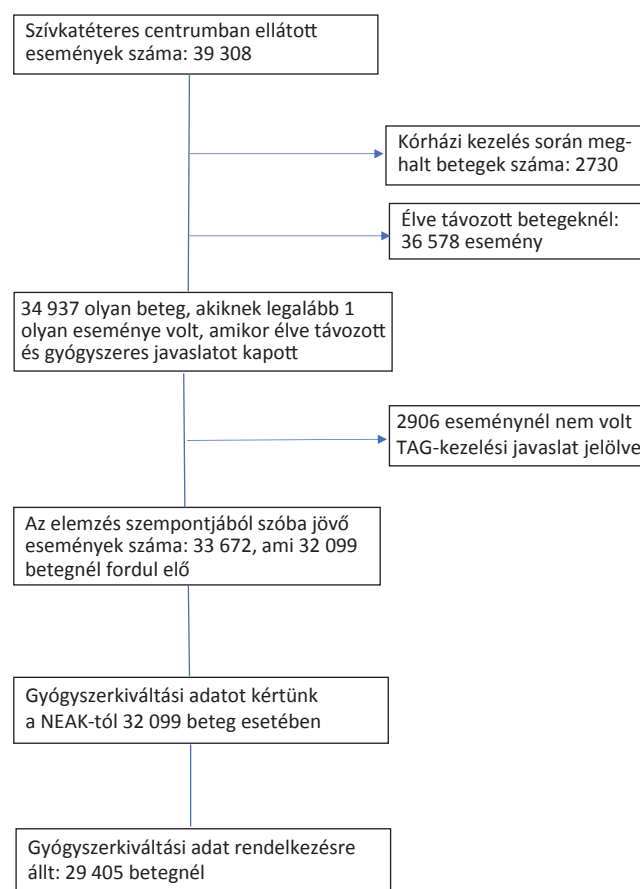 Szívkatéteres centrumban ellátott
események száma: 39 308
Kórházi kezelés során meg-
halt betegek száma: 2730
Élve távozott betegeknél:
36 578 esemény
34 937 olyan beteg, akiknek legalább 1
olyan eseménye volt, amikor élve távozott
és gyógyszeres javaslatot kapott
2906 eseménynél nem volt
TAG-kezelési javaslat jelölve
Az elemzés szempontjából szóba jövő
események száma: 33 672, ami 32 099
betegnél fordul elő
Gyógyszerkiváltási adatot kértünk
a NEAK-tól 32 099 beteg esetében
Gyógyszerkiváltási adat rendelkezésre
állt: 29 405 betegnél